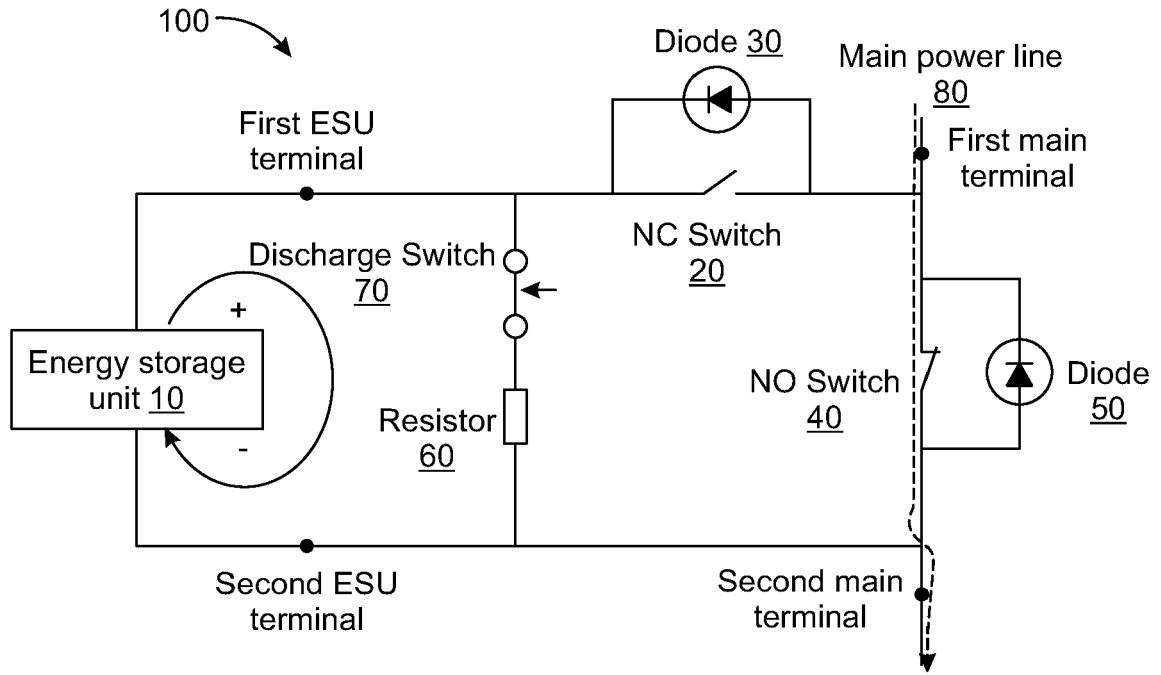 100
Diode 30
Main power line
80
First ESU
terminal
First main
terminal
NC Switch
20
Discharge Switch
70
+
Energy storage
unit 10
-
Resistor
60
NO Switch
40
Diode
50
Second ESU
terminal
Second main
terminal